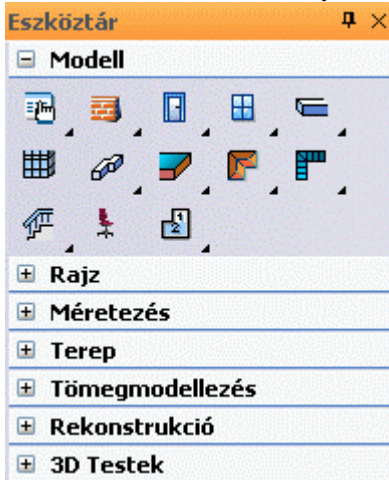 Eszköztár
Modell
Rajz
Méretezés
Terep
Tömegmodellezés
Rekonstrukció
3D Testek